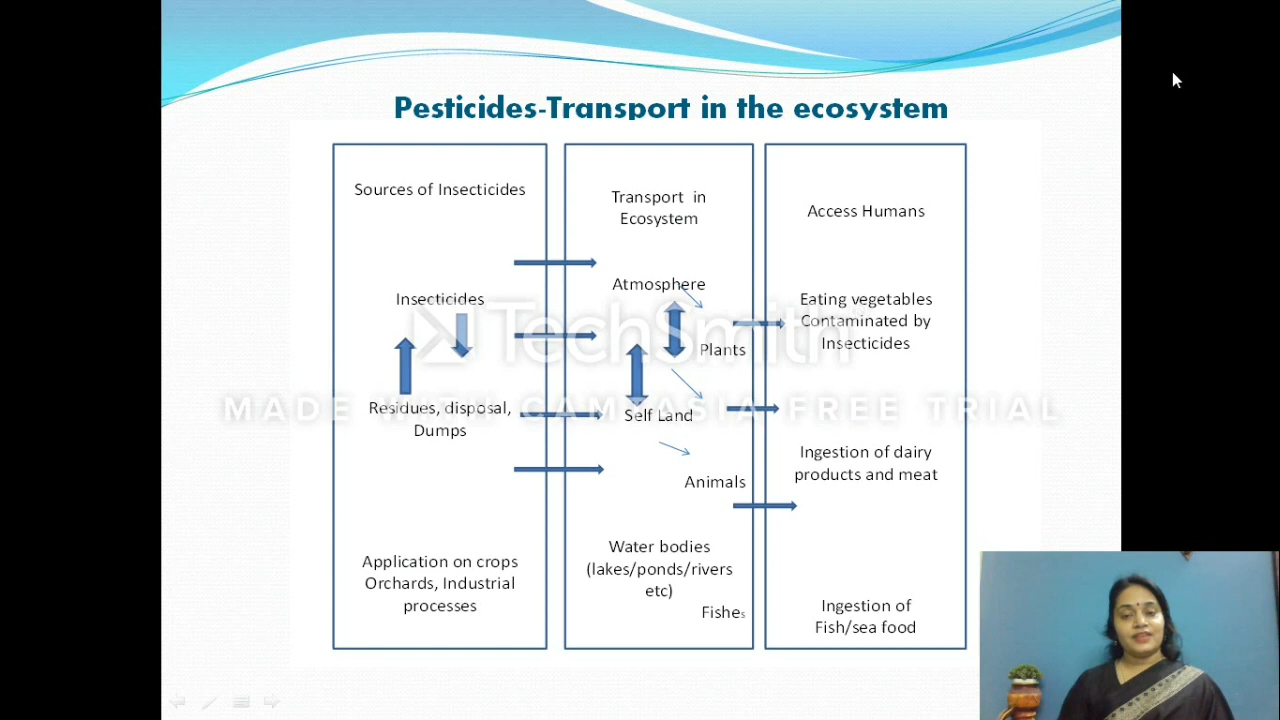 Pesticides-Transport in the ecosystem
Sources of Insecticides
Insecticides
Residues, disposal,
Dumps
Application on crops
Orchards, Industrial
processes
Transport in
Ecosystem
Atmosphere
Plants
Self Land
Animals
Water bodies
(lakes/ponds/rivers
etc)
Fishes
Access Humans
Eating vegetables
Contaminated by
Insecticides
Ingestion of dairy
products and meat
Ingestion of
Fish/sea food
TechSmith
MADE WITH CAMTASIA FREE TRIAL